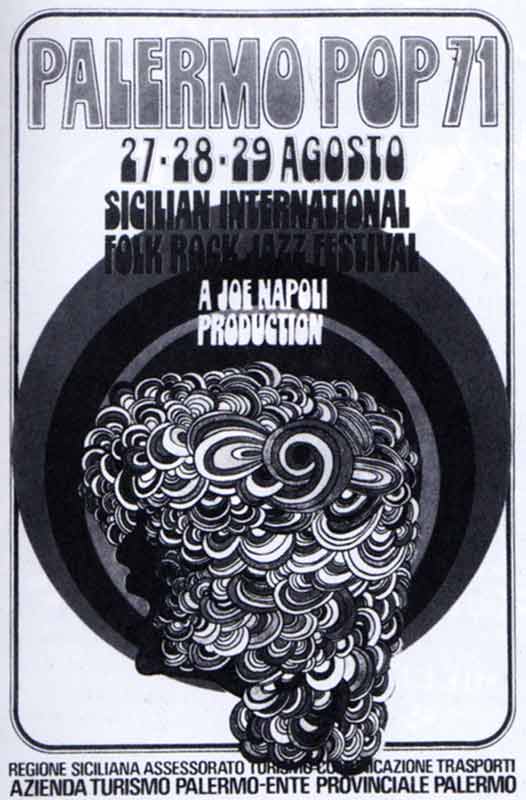 PALERMO POP 71
27·28·29 AGOSTO
SICILIAN INTERNATIONAL
FOLK ROCK JAZZ FESTIVAL
A JOE NAPOLI
PRODUCTION
REGIONE SICILIANA ASSESSORATO TURISMO COMUNICAZIONE TRASPORTI
AZIENDA TURISMO PALERMO-ENTE PROVINCIALE PALERMO